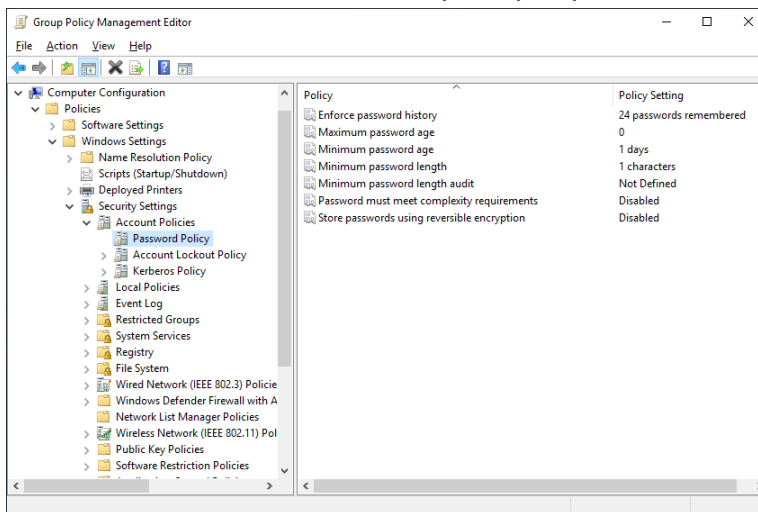 Group Policy Management Editor
File Action View Help
Computer Configuration
Policies
Software Settings
Windows Settings
Name Resolution Policy
Scripts (Startup/Shutdown)
Deployed Printers
Security Settings
Account Policies
Password Policy
Account Lockout Policy
Kerberos Policy
Local Policies
Event Log
Restricted Groups
System Services
Registry
File System
Wired Network (IEEE 802.3) Policie
Windows Defender Firewall with A
Network List Manager Policies
Wireless Network (IEEE 802.11) Pol
Public Key Policies
Software Restriction Policies
Policy Policy Setting
Enforce password history 24 passwords remembered
Maximum password age 0
Minimum password age 1 days
Minimum password length 1 characters
Minimum password length audit Not Defined
Password must meet complexity requirements Disabled
Store passwords using reversible encryption Disabled